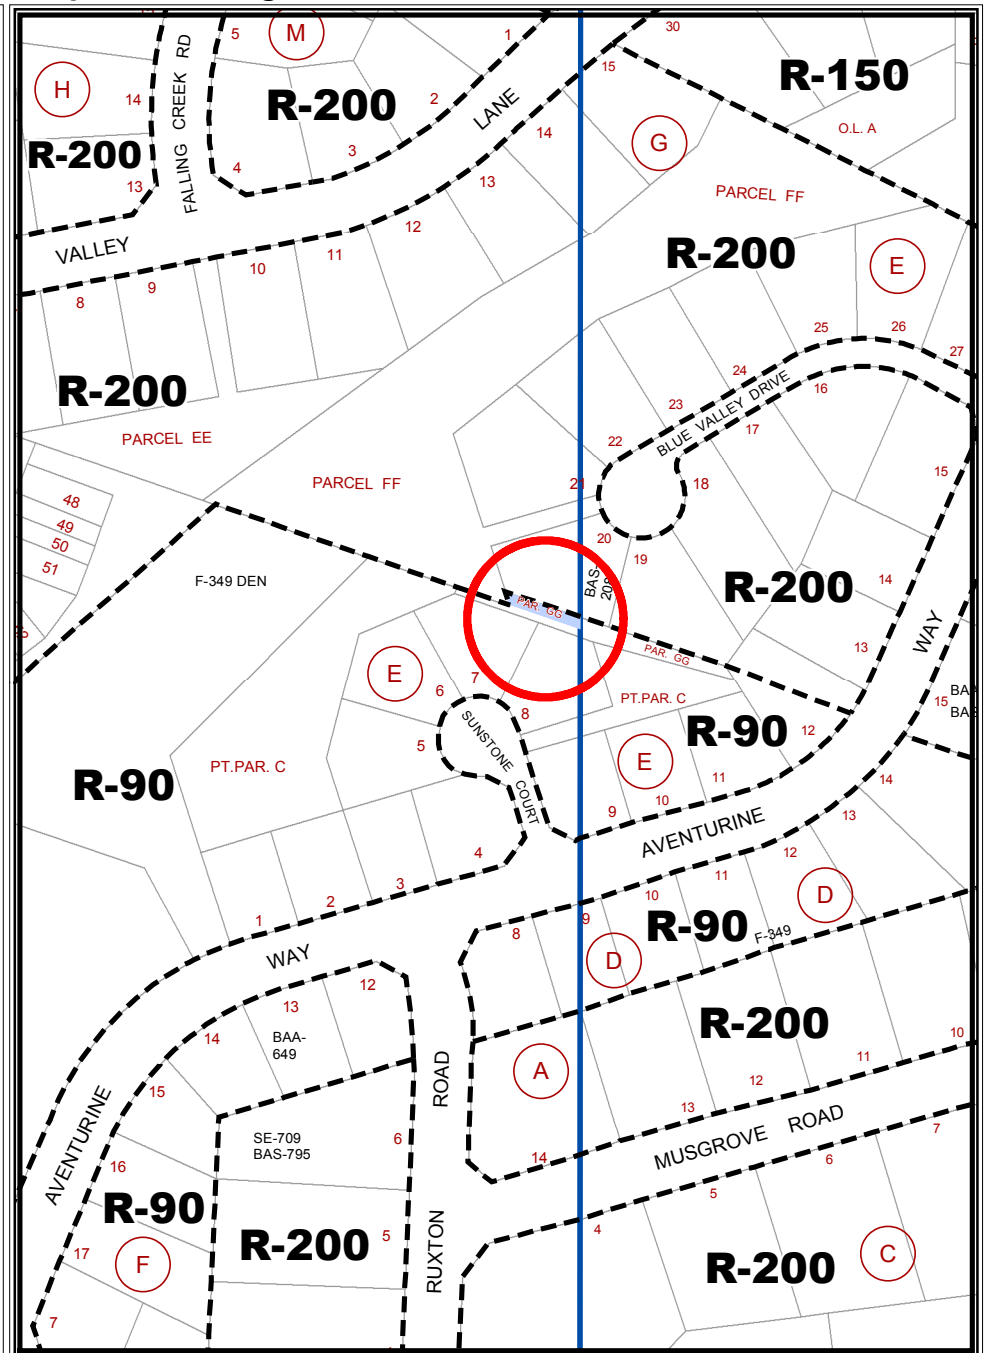 5
M
1
30
H
14
FALLING CREEK RD
R-200
2
LANE
15
R-150
14
G
O.L. A
R-200
3
4
13
13
PARCEL FF
12
VALLEY
11
10
R-200
E
9
8
25
26
27
24
R-200
16
BLUE VALLEY DRIVE
23
17
PARCEL EE
22
15
PARCEL FF
21
18
48
49
50
51
20
19
BAS-
F-349 DEN
R-200
14
PAR. GG
WAY
13
PAR. GG
E
7
6
8
PT.PAR. C
15
SUNSTONE COURT
5
R-90
12
E
PT.PAR. C
R-90
11
10
9
14
13
AVENTURINE
4
12
3
11
2
10
D
1
9
8
R-90
F-349
WAY
D
12
13
R-200
14
BAA-
649
10
11
ROAD
A
12
15
13
MUSGROVE ROAD
AVENTURINE
SE-709
BAS-795
6
7
14
16
6
5
R-90
RUXTON
4
5
R-200
17
F
C
R-200
7